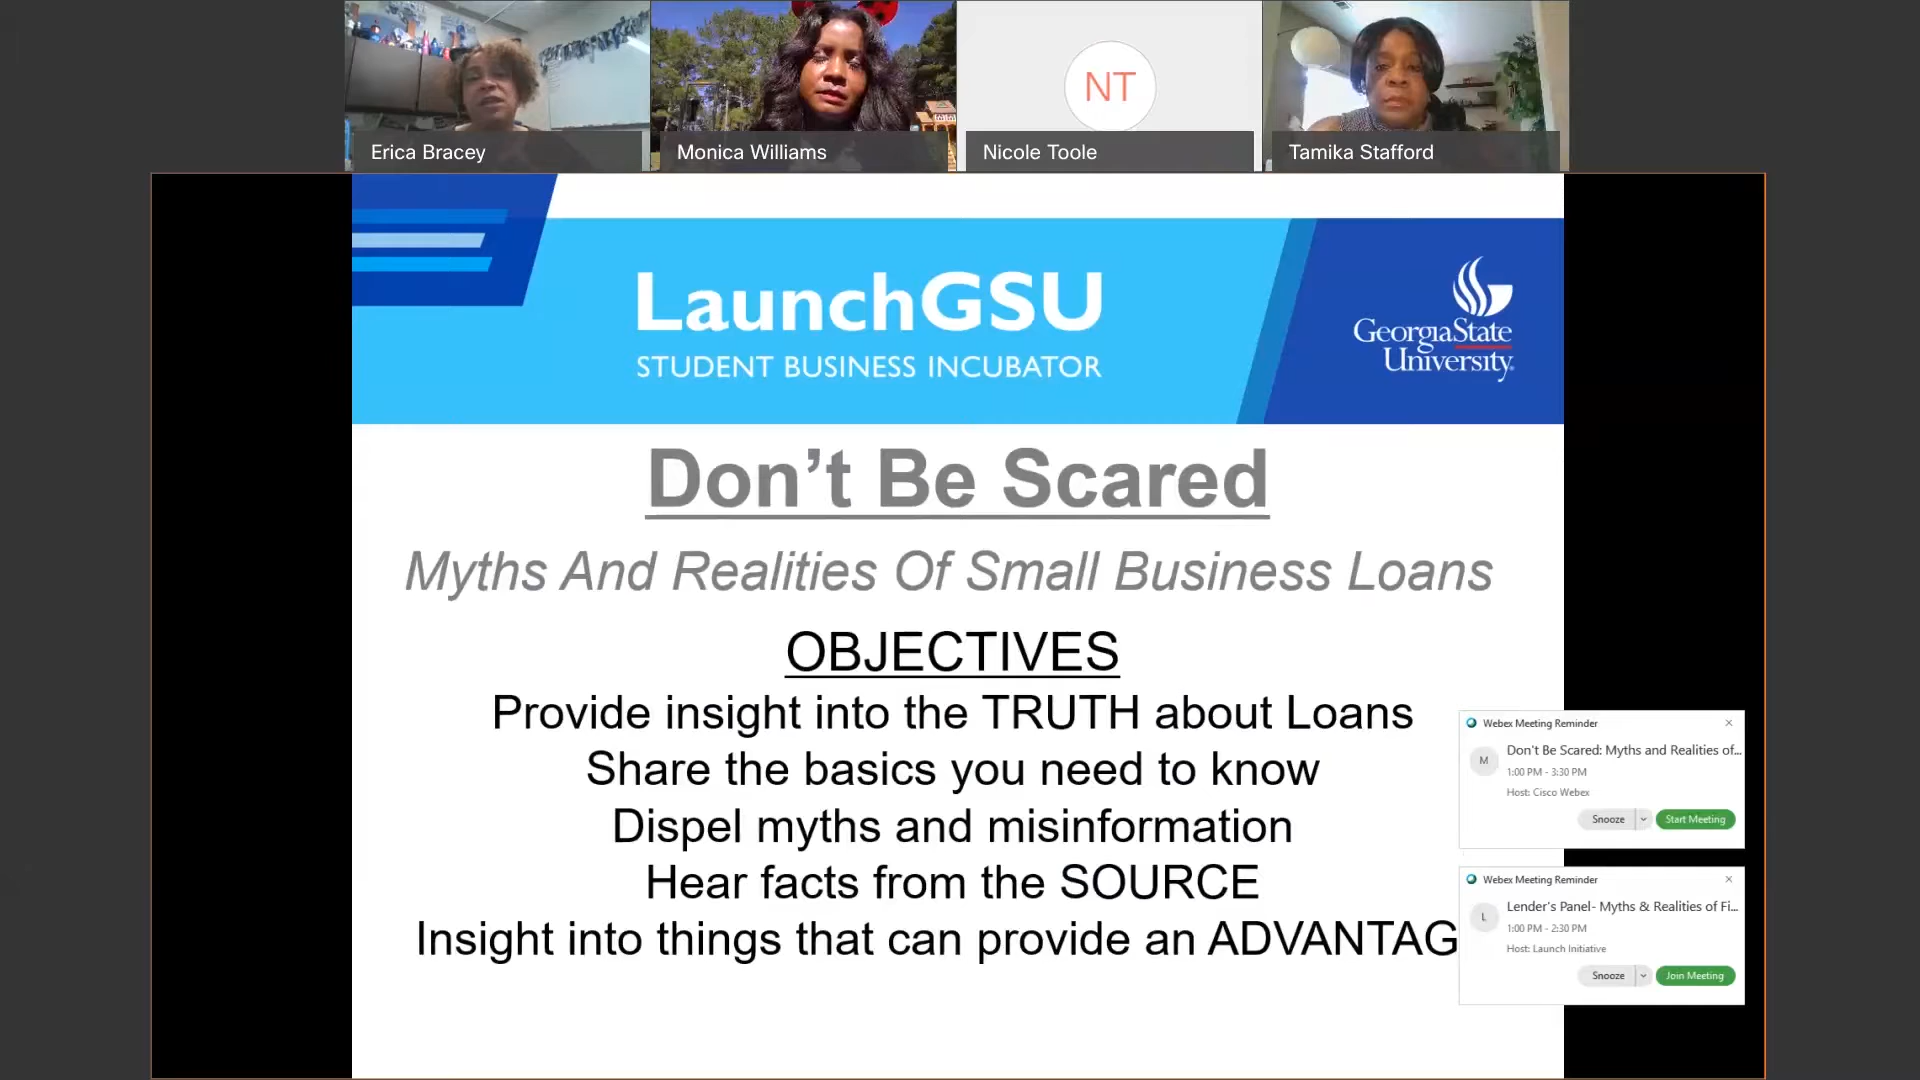 Erica Bracey
Monica Williams
NT
Nicole Toole
Tamika Stafford
LaunchGSU
STUDENT BUSINESS INCUBATOR
GeorgiaState
University.
Don’t Be Scared
Myths And Realities Of Small Business Loans
OBJECTIVES
Provide insight into the TRUTH about Loans
Share the basics you need to know
Dispel myths and misinformation
Hear facts from the SOURCE
Insight into things that can provide an ADVANTAG
Webex Meeting Reminder
M
Don't Be Scared: Myths and Realities of...
1:00 PM - 3:30 PM
Host: Cisco Webex
Snooze
Start Meeting
Webex Meeting Reminder
L
Lender's Panel- Myths & Realities of Fi...
1:00 PM - 2:30 PM
Host: Launch Initiative
Snooze
Join Meeting